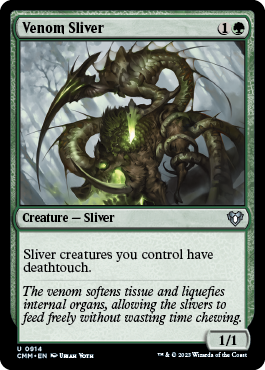 Venom Sliver 1
Creature — Sliver
Sliver creatures you control have
deathtouch.
The venom softens tissue and liquefies
internal organs, allowing the slivers to
feed freely without wasting time chewing.
1/1
U 0914
CMM • EN Uriah Voth
™ & © 2023 Wizards of the Coast